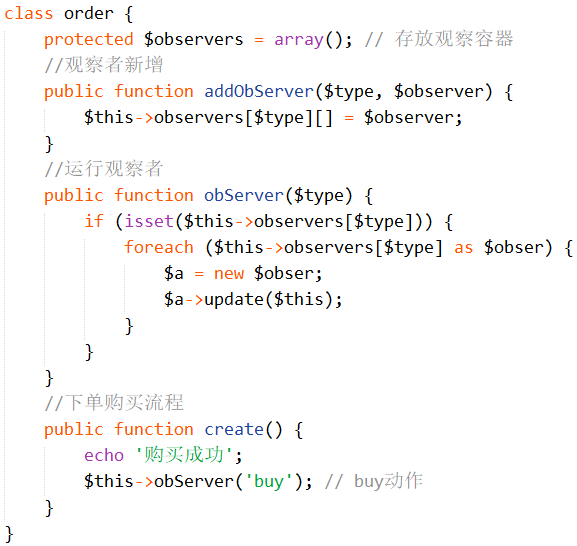 class order {
    protected $observers = array(); // 存放观察容器
    //观察者新增
    public function addObServer($type, $observer) {
        $this->observers[$type][] = $observer;
    }
    //运行观察者
    public function obServer($type) {
        if (isset($this->observers[$type])) {
            foreach ($this->observers[$type] as $obser) {
                $a = new $obser;
                $a->update($this);
            }
        }
    }
    //下单购买流程
    public function create() {
        echo '购买成功';
        $this->obServer('buy'); // buy动作
    }
}